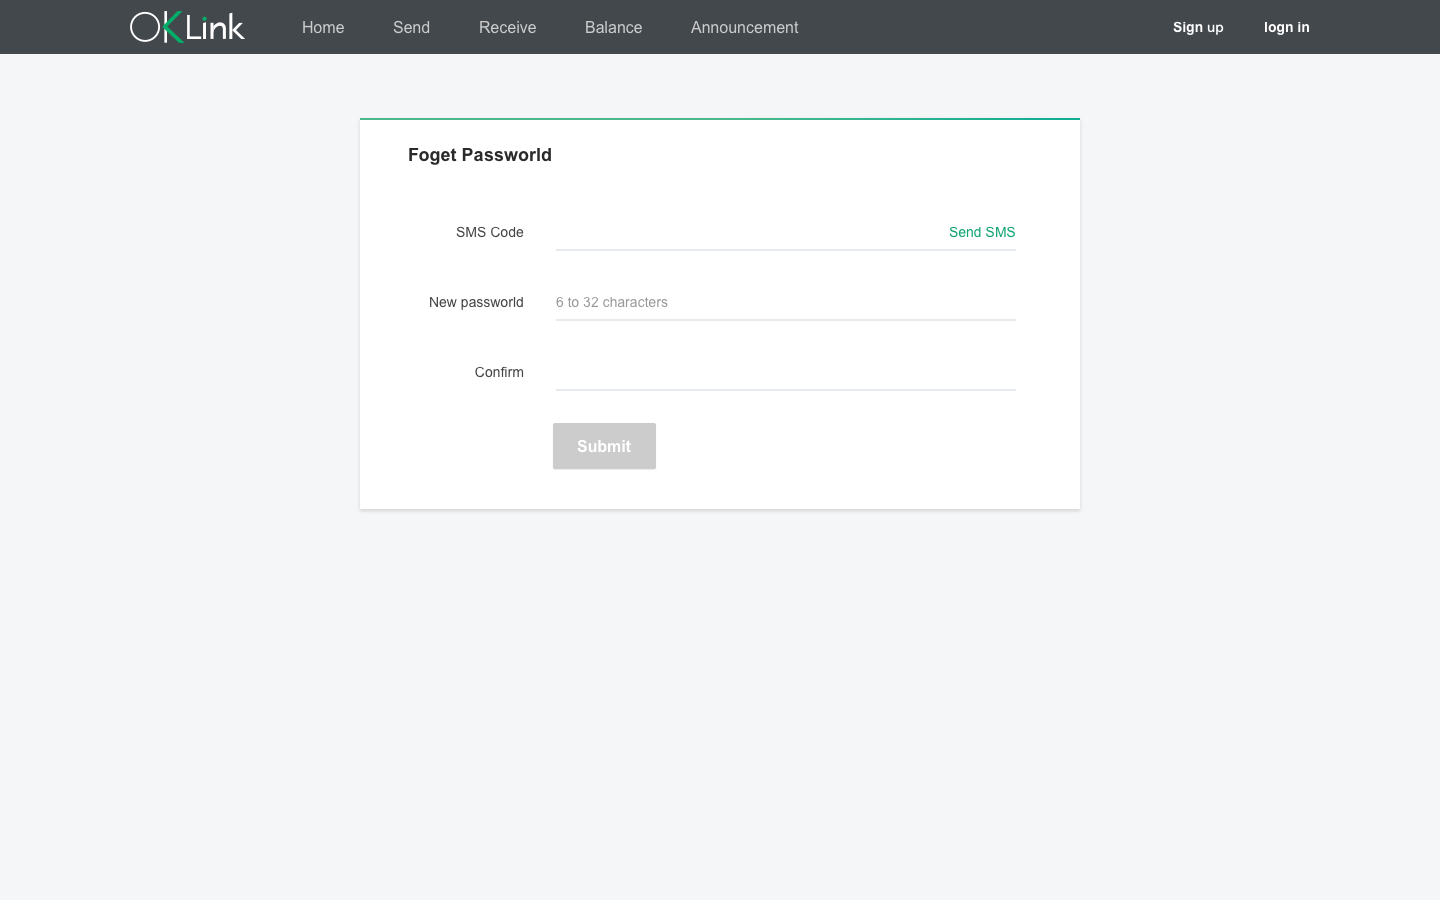 OKLink Home Send Receive Balance Announcement Sign up login in
Foget Passworld
SMS Code Send SMS
New passworld 6 to 32 characters
Confirm
Submit